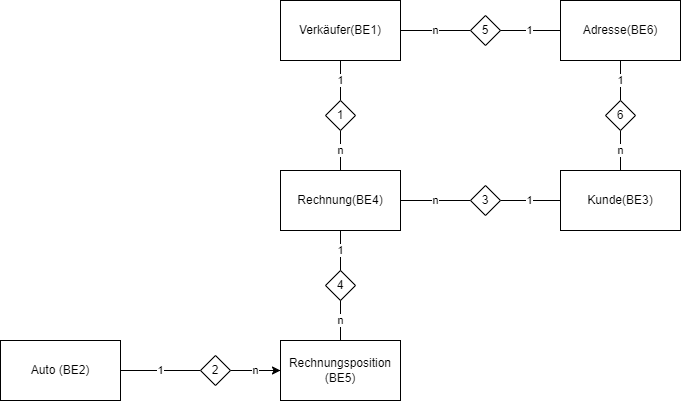 Verkäufer(BE1)
n
5
1
Adresse(BE6)
1
1
1
6
n
n
Rechnung(BE4)
n
3
1
Kunde(BE3)
1
4
n
Auto (BE2)
1
2
n
Rechnungsposition
(BE5)